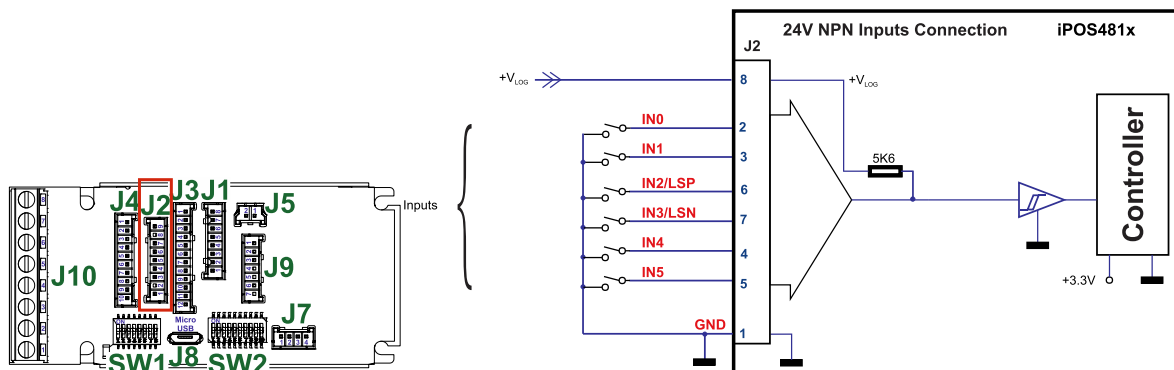 24V NPN Inputs Connection
iPOS481x
J2
+VLOG
8
+VLOG
IN0
2
IN1
3
IN2/LSP
6
IN3/LSN
7
IN4
4
IN5
5
GND
1
5K6
Controller
+3.3V
Inputs
J4
J2
J3
J1
J5
J10
J9
J7
Micro
USB
ON
ON
SW1
J8
SW2